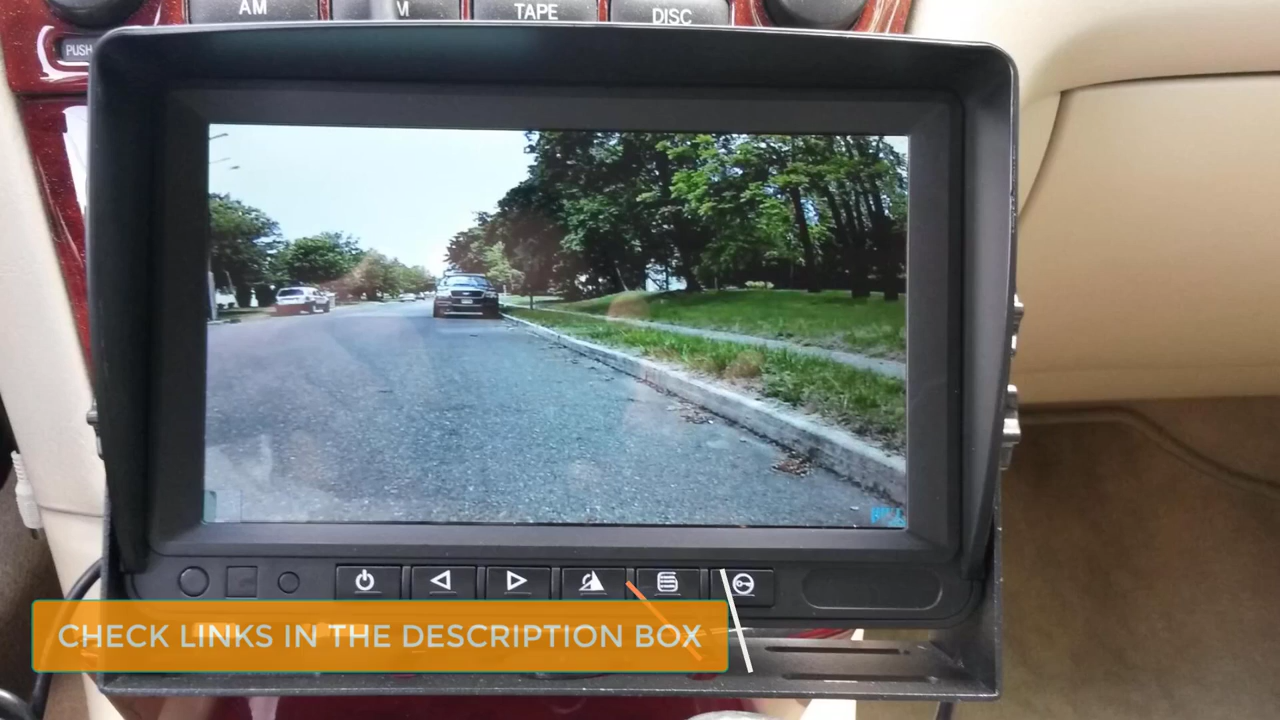 AM
TAPE
DISC
PUSH
CHECK LINKS IN THE DESCRIPTION BOX